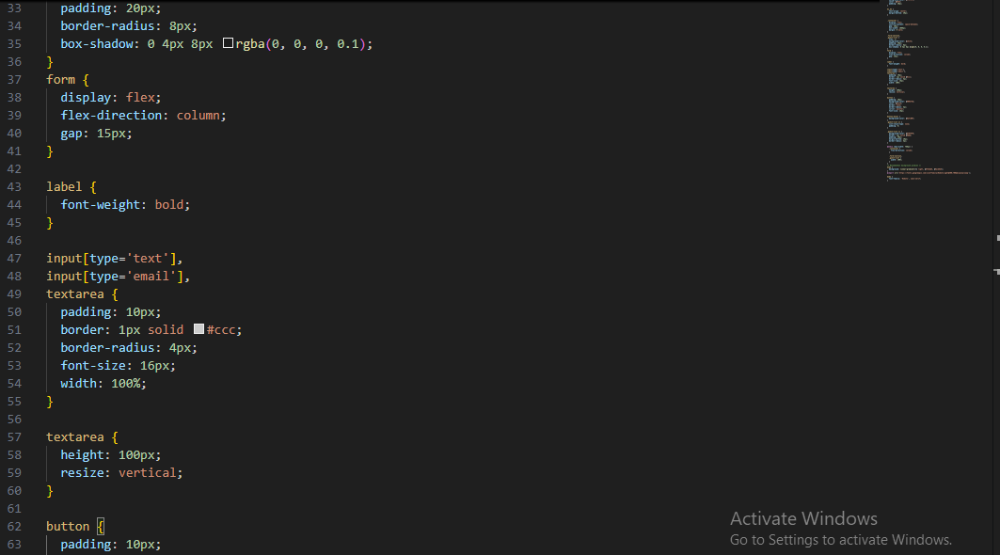 33 padding: 20px;
34 border-radius: 8px;
35 box-shadow: 0 4px 8px rgba(0, 0, 0, 0.1);
36 }
37 form {
38 display: flex;
39 flex-direction: column;
40 gap: 15px;
41 }
42
43 label {
44 font-weight: bold;
45 }
46
47 input[type='text'],
48 input[type='email'],
49 textarea {
50 padding: 10px;
51 border: 1px solid #ccc;
52 border-radius: 4px;
53 font-size: 16px;
54 width: 100%;
55 }
56
57 textarea {
58 height: 100px;
59 resize: vertical;
60 }
61
62 button {
63 padding: 10px;
Activate Windows
Go to Settings to activate Windows.